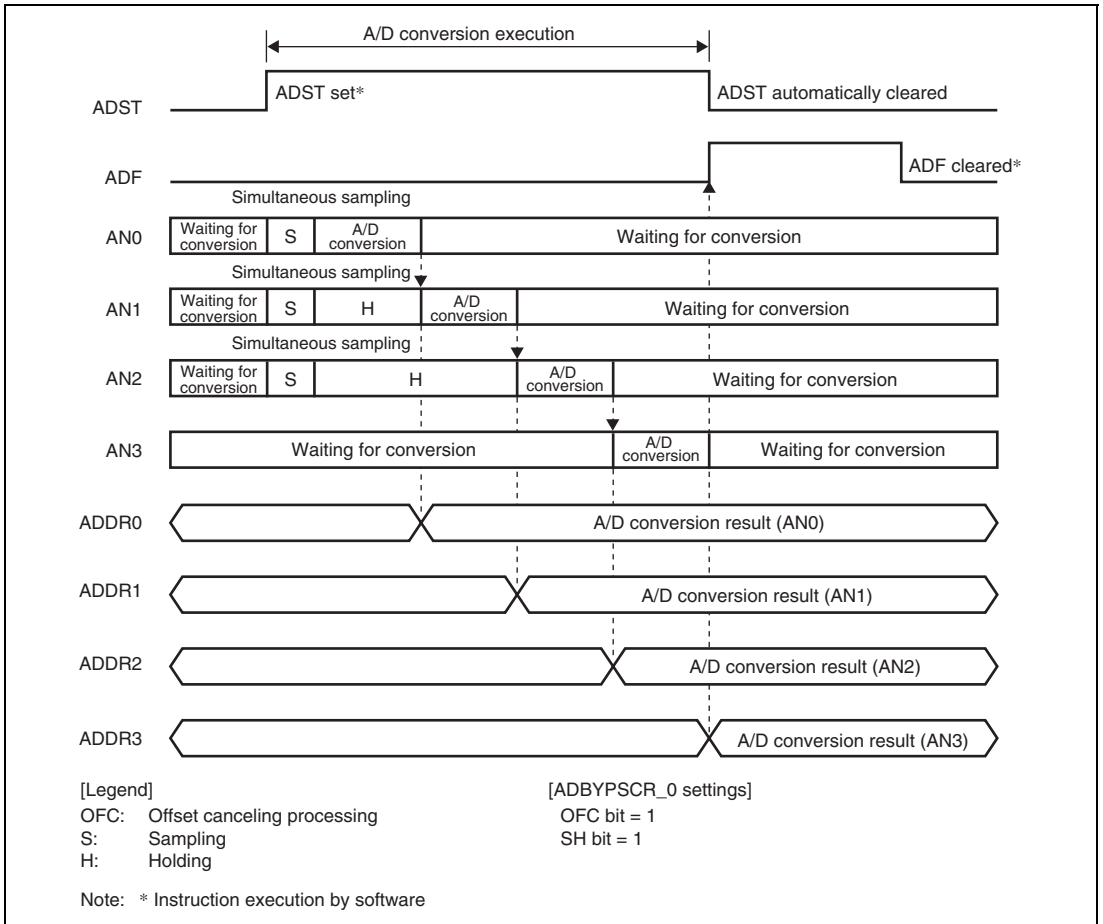 A/D conversion execution
ADST
ADST set*
ADST automatically cleared
ADF
ADF cleared*
Simultaneous sampling
AN0
Waiting for
conversion
S
A/D
conversion
Waiting for conversion
Simultaneous sampling
AN1
Waiting for
conversion
S
H
A/D
conversion
Waiting for conversion
Simultaneous sampling
AN2
Waiting for
conversion
S
H
A/D
conversion
Waiting for conversion
AN3
Waiting for conversion
A/D
conversion
Waiting for conversion
ADDR0
A/D conversion result (AN0)
ADDR1
A/D conversion result (AN1)
ADDR2
A/D conversion result (AN2)
ADDR3
A/D conversion result (AN3)
[Legend]
OFC: Offset canceling processing
S: Sampling
H: Holding
[ADBYPSCR_0 settings]
OFC bit = 1
SH bit = 1
Note: * Instruction execution by software